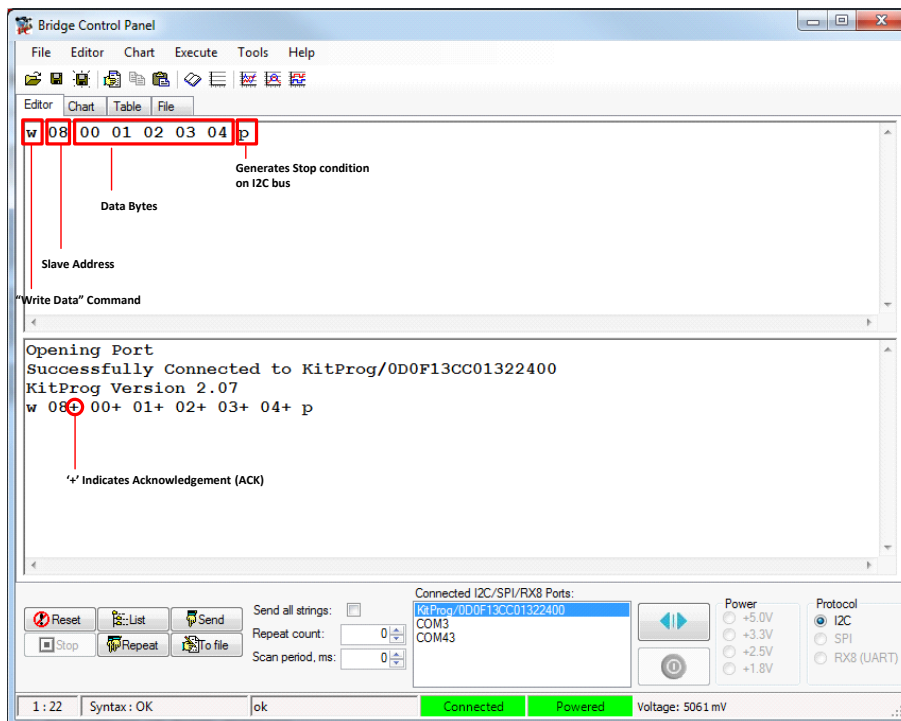 Bridge Control Panel
File Editor Chart Execute Tools Help
Editor Chart Table File
w 08 00 01 02 03 04 p
Generates Stop condition
on I2C bus
Data Bytes
Slave Address
“Write Data” Command
Opening Port
Successfully Connected to KitProg/0D0F13CC01322400
KitProg Version 2.07
w 08+ 00+ 01+ 02+ 03+ 04+ p
‘+’ Indicates Acknowledgement (ACK)
Reset List Send
Stop Repeat To file
Send all strings:
Repeat count: 0
Scan period, ms: 0
Connected I2C/SPI/RX8 Ports:
KitProg/0D0F13CC01322400
COM3
COM43
Power
+5.0V
+3.3V
+2.5V
+1.8V
Protocol
I2C
SPI
RX8 (UART)
1 : 22 Syntax : OK ok Connected Powered Voltage: 5061 mV